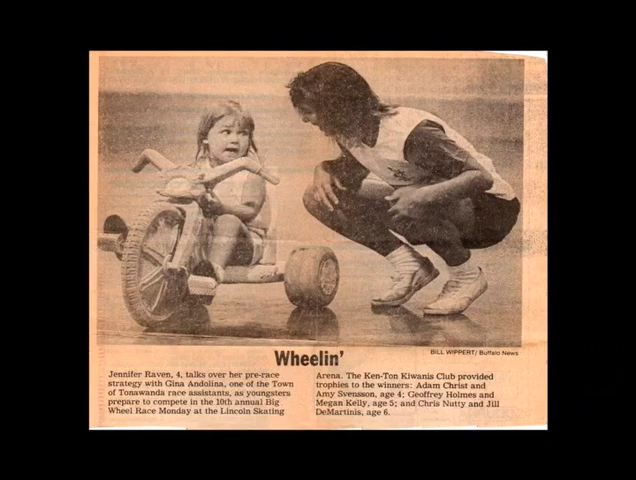 BILL WIPPERT/ Buffalo News
Wheelin'
Jennifer Raven, 4, talks over her pre-race
strategy with Gina Andolina, one of the Town
of Tonawanda race assistants, as youngsters
prepare to compete in the 10th annual Big
Wheel Race Monday at the Lincoln Skating
Arena. The Ken-Ton Kiwanis Club provided
trophies to the winners: Adam Christ and
Amy Svensson, age 4; Geoffrey Holmes and
Megan Kelly, age 5; and Chris Nutty and Jill
DeMartinis, age 6.